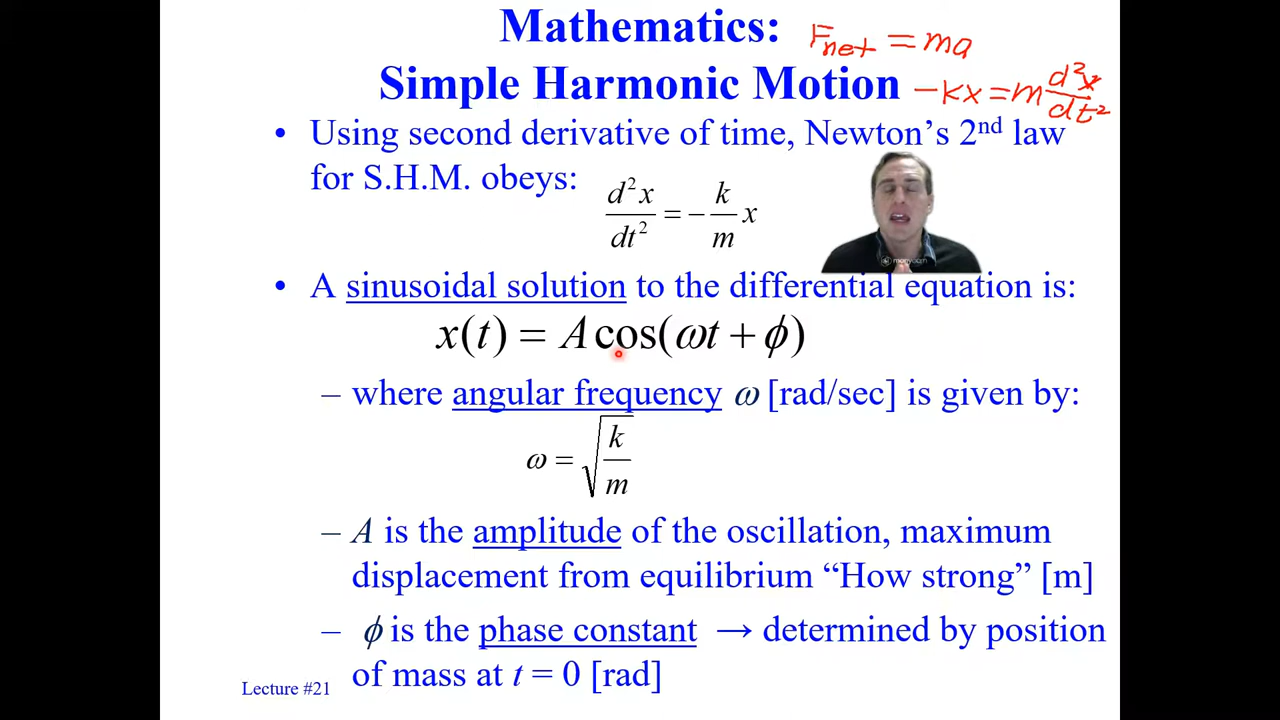 Mathematics:
F_net = ma
Simple Harmonic Motion
-kx = m d²x/dt²
• Using second derivative of time, Newton's 2nd law
for S.H.M. obeys:
d²x/dt² = − k/m x
• A sinusoidal solution to the differential equation is:
x(t) = A cos(ωt + ϕ)
– where angular frequency ω [rad/sec] is given by:
ω = √(k/m)
– A is the amplitude of the oscillation, maximum
displacement from equilibrium “How strong” [m]
– ϕ is the phase constant → determined by position
of mass at t = 0 [rad]
Lecture #21